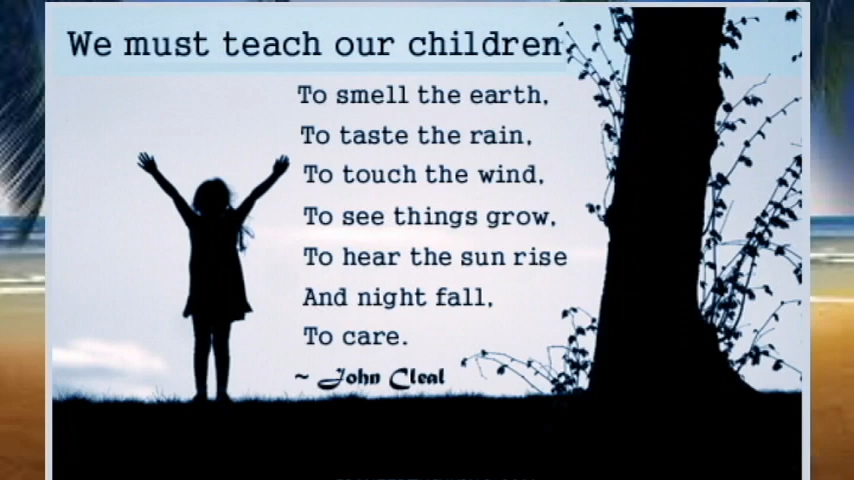 We must teach our children
To smell the earth,
To taste the rain,
To touch the wind,
To see things grow,
To hear the sun rise
And night fall,
To care.
~ John Cleal